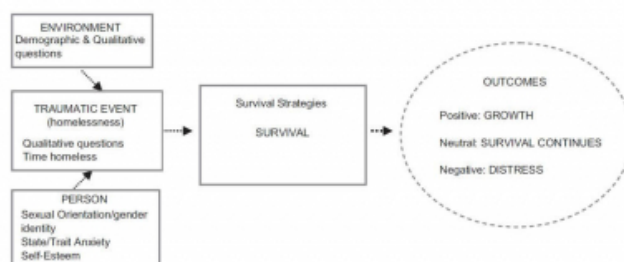 ENVIRONMENT
Demographic & Qualitative
questions
TRAUMATIC EVENT
(homelessness)
Qualitative questions
Time homeless
PERSON
Sexual Orientation/gender
identity
State/Trait Anxiety
Self-Esteem
Survival Strategies
SURVIVAL
OUTCOMES
Positive: GROWTH
Neutral: SURVIVAL CONTINUES
Negative: DISTRESS